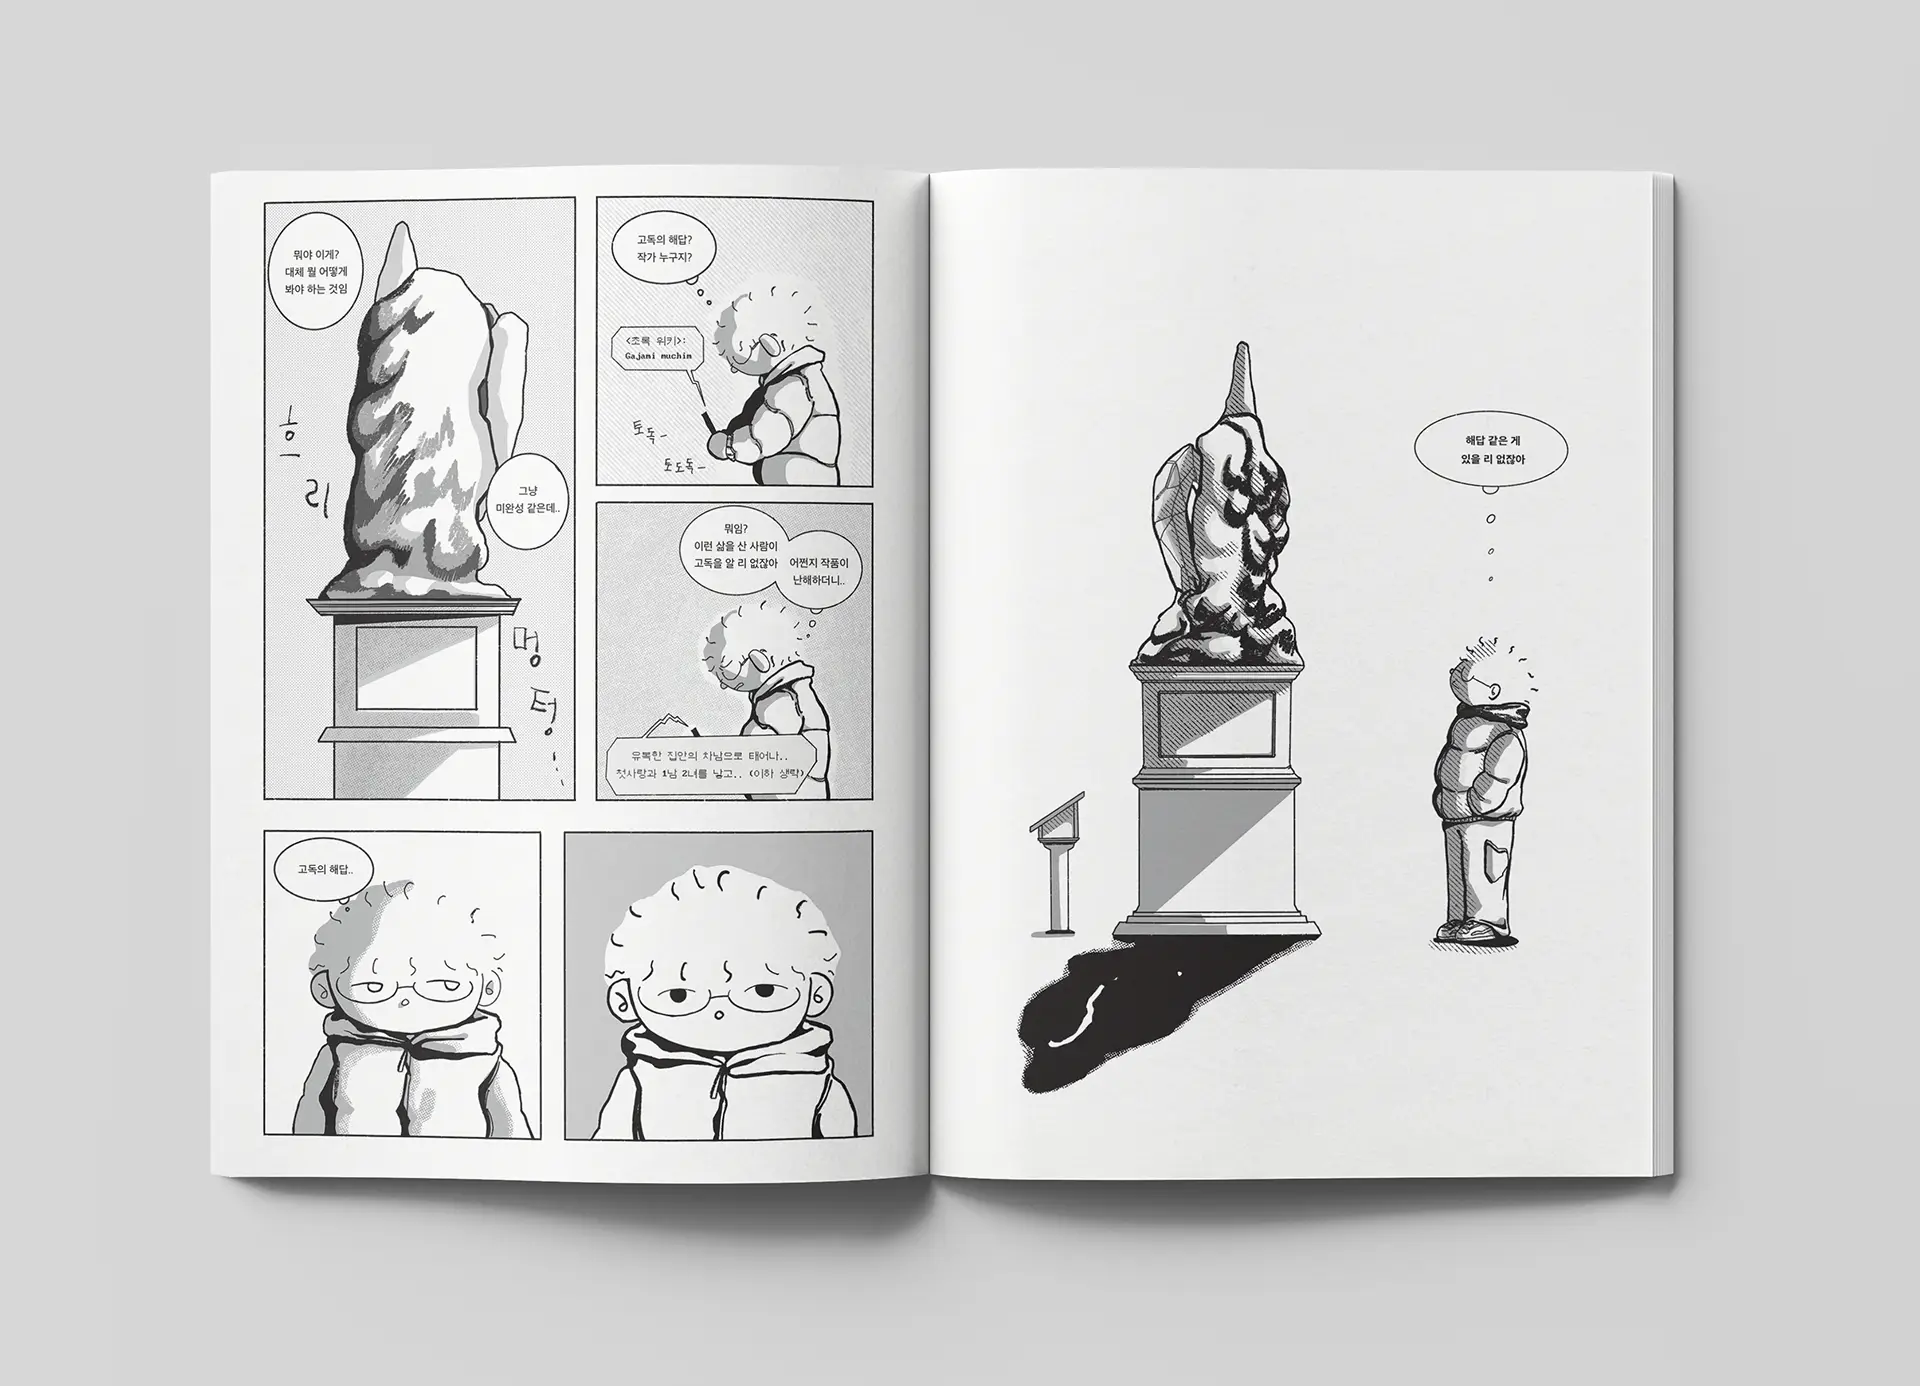 뭐야 이게?
대체 뭘 어떻게
봐야 하는 것임
흐
리
그냥
미완성 같은데..
멍
텅...
고독의 해답?
작가 누구지?
<초록 위키>:
Gajami muchim
토독-
토도독-
뭐임?
이런 삶을 산 사람이
고독을 알 리 없잖아
어쩐지 작품이
난해하더니..
유복한 집안의 차남으로 태어나..
첫사랑과 1남 2녀를 낳고.. (이하 생략)
고독의 해답..
해답 같은 게
있을 리 없잖아